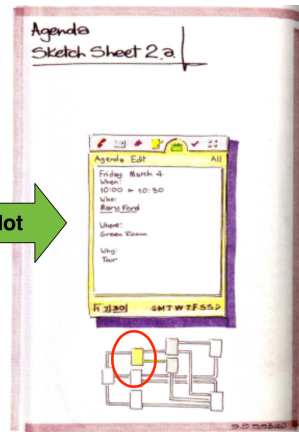 Agenda
Sketch Sheet 2.a
Agenda Edit All
Friday March 4
When:
10:00 ► 10:30
Who:
Mary Ford
Where:
Green Room
Why:
Tour
lot